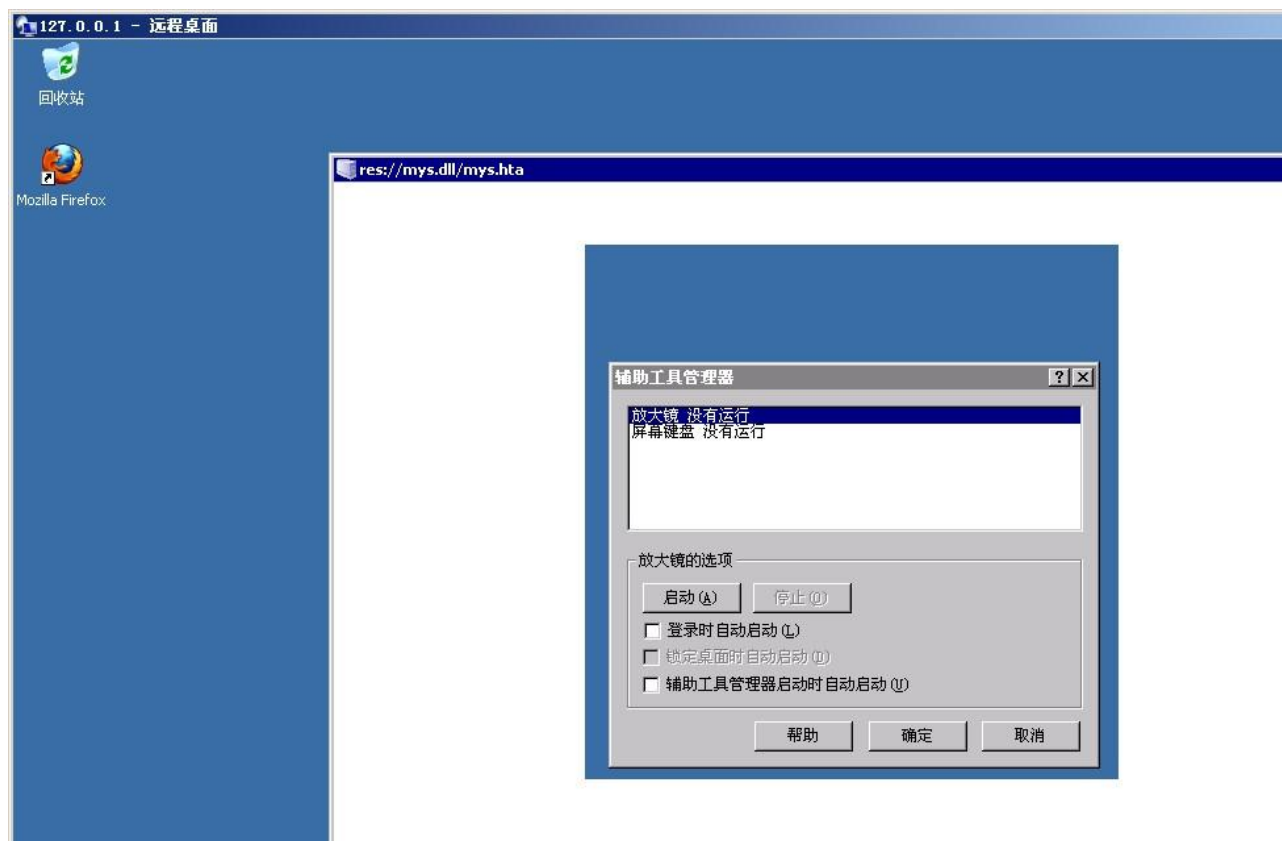 127.0.0.1 - 远程桌面
回收站
Mozilla Firefox
res://mys.dll/mys.hta
辅助工具管理器
放大镜 没有运行
屏幕键盘 没有运行
放大镜的选项
启动(A) 停止(O)
登录时自动启动(L)
锁定桌面时自动启动(D)
辅助工具管理器启动时自动启动(U)
帮助 确定 取消